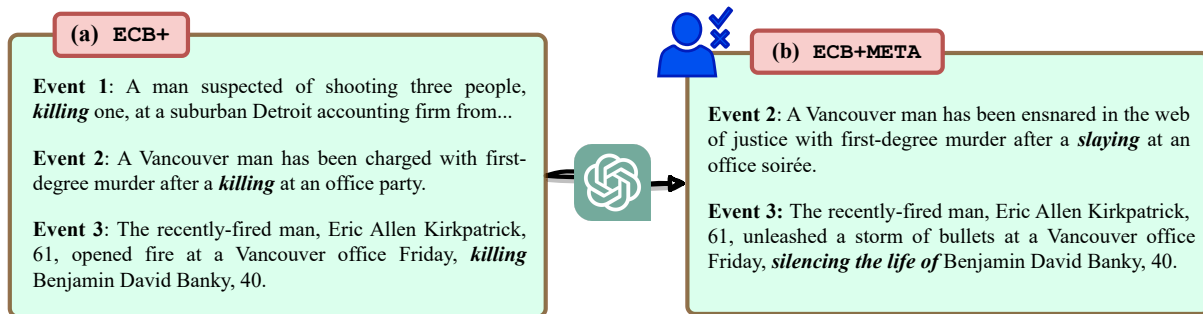 (a) ECB+
Event 1: A man suspected of shooting three people,
killing one, at a suburban Detroit accounting firm from...
Event 2: A Vancouver man has been charged with first-
degree murder after a killing at an office party.
Event 3: The recently-fired man, Eric Allen Kirkpatrick,
61, opened fire at a Vancouver office Friday, killing
Benjamin David Banky, 40.
(b) ECB+META
Event 2: A Vancouver man has been ensnared in the web
of justice with first-degree murder after a slaying at an
office soirée.
Event 3: The recently-fired man, Eric Allen Kirkpatrick,
61, unleashed a storm of bullets at a Vancouver office
Friday, silencing the life of Benjamin David Banky, 40.